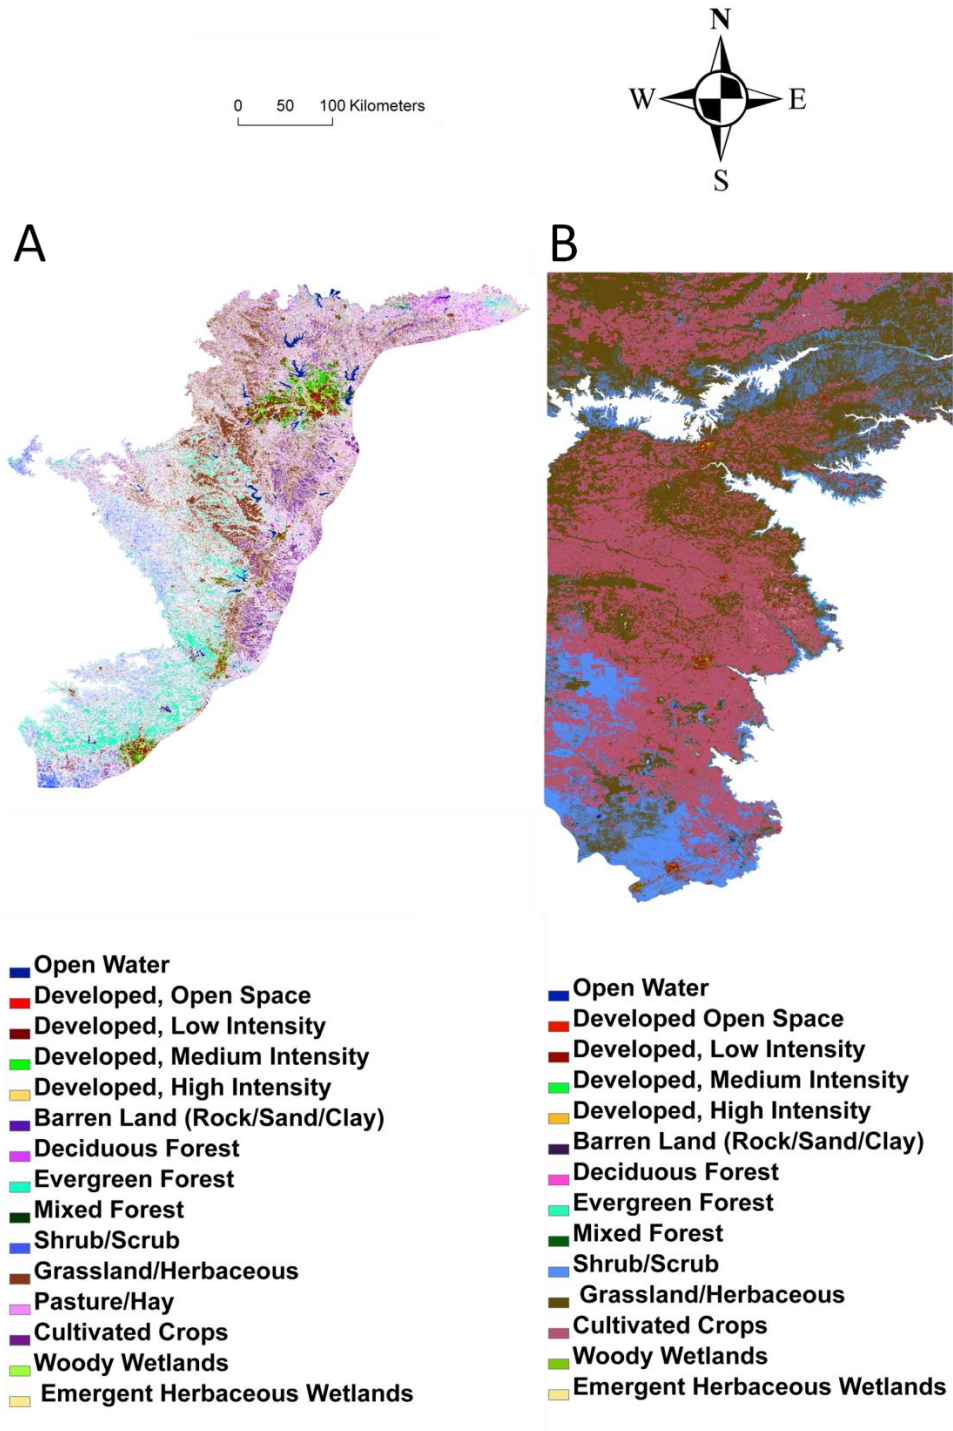 N
0 50 100 Kilometers
W E
S
A B
Open Water
Developed, Open Space
Developed, Low Intensity
Developed, Medium Intensity
Developed, High Intensity
Barren Land (Rock/Sand/Clay)
Deciduous Forest
Evergreen Forest
Mixed Forest
Shrub/Scrub
Grassland/Herbaceous
Pasture/Hay
Cultivated Crops
Woody Wetlands
Emergent Herbaceous Wetlands
Open Water
Developed Open Space
Developed, Low Intensity
Developed, Medium Intensity
Developed, High Intensity
Barren Land (Rock/Sand/Clay)
Deciduous Forest
Evergreen Forest
Mixed Forest
Shrub/Scrub
Grassland/Herbaceous
Cultivated Crops
Woody Wetlands
Emergent Herbaceous Wetlands